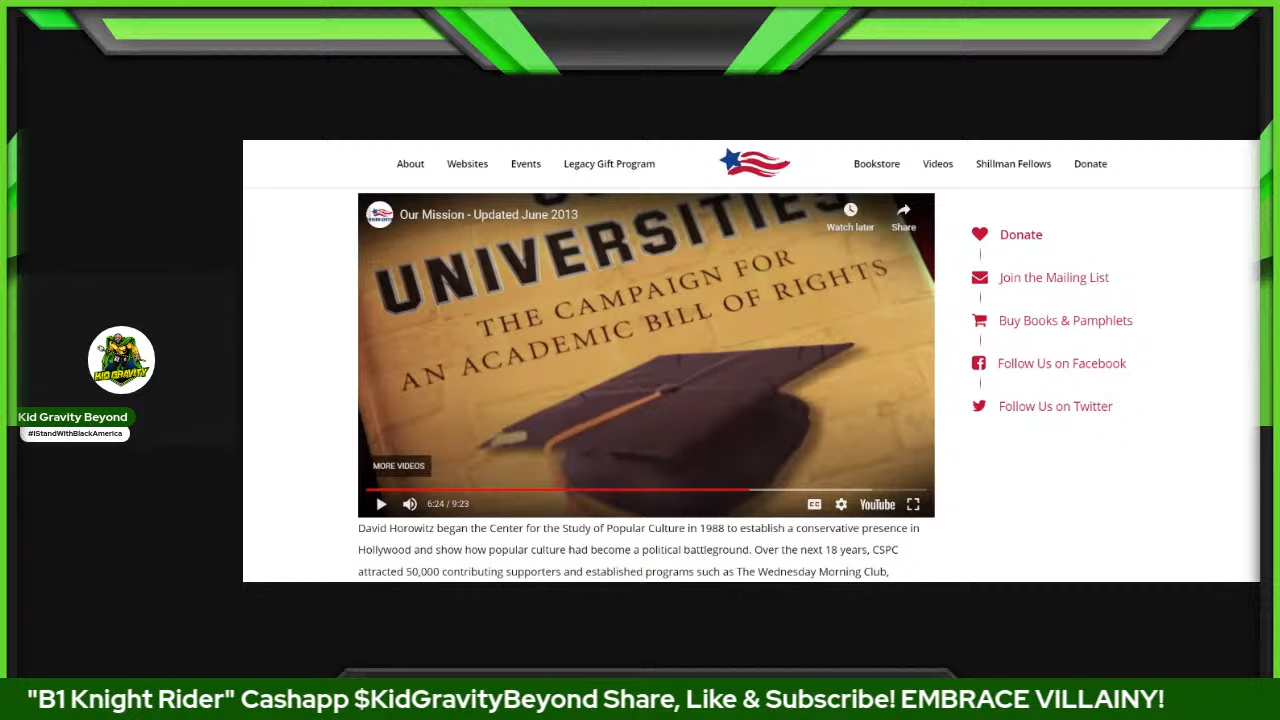 About Websites Events Legacy Gift Program Bookstore Videos Shillman Fellows Donate
Our Mission - Updated June 2013
Watch later Share
UNIVERSITIES
THE CAMPAIGN FOR
AN ACADEMIC BILL OF RIGHTS
MORE VIDEOS
6:24 / 9:23
CC
YouTube
Donate
Join the Mailing List
Buy Books & Pamphlets
Follow Us on Facebook
Follow Us on Twitter
David Horowitz began the Center for the Study of Popular Culture in 1988 to establish a conservative presence in
Hollywood and show how popular culture had become a political battleground. Over the next 18 years, CSPC
attracted 50,000 contributing supporters and established programs such as The Wednesday Morning Club,
KID GRAVITY
Kid Gravity Beyond
#IStandWithBlackAmerica
"B1 Knight Rider" Cashapp $KidGravityBeyond Share, Like & Subscribe! EMBRACE VILLAINY!